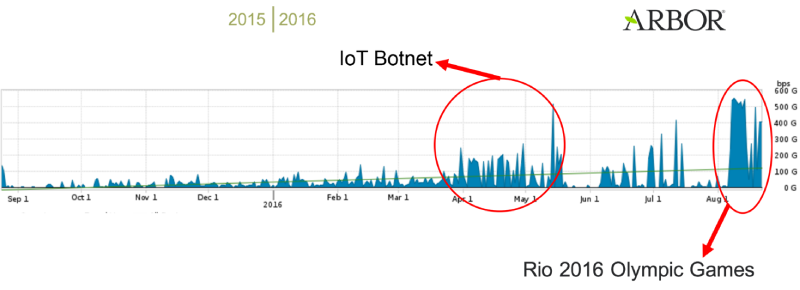 2015 | 2016
ARBOR
IoT Botnet
bps
600 G
500 G
400 G
300 G
200 G
100 G
0 G
Sep 1 Oct 1 Nov 1 Dec 1 2016 Feb 1 Mar 1 Apr 1 May 1 Jun 1 Jul 1 Aug 1
Rio 2016 Olympic Games